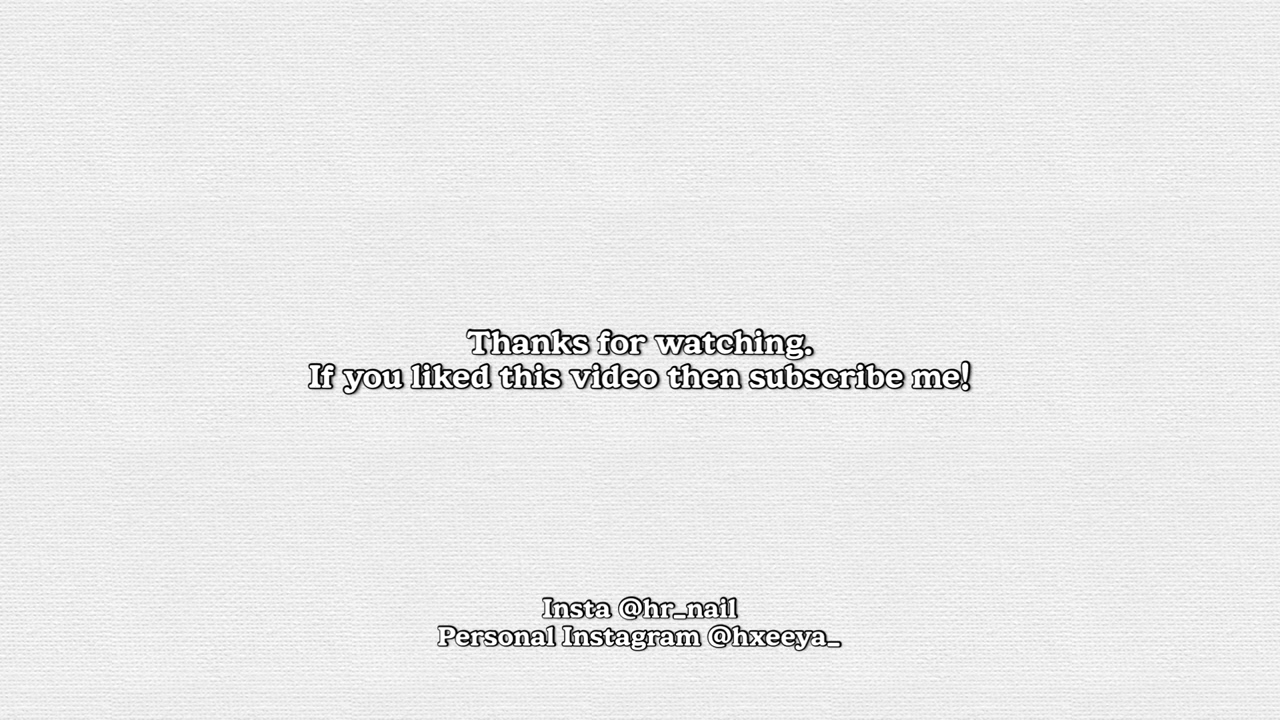 Thanks for watching.
If you liked this video then subscribe me!
Insta @hr_nail
Personal Instagram @hxeeya_